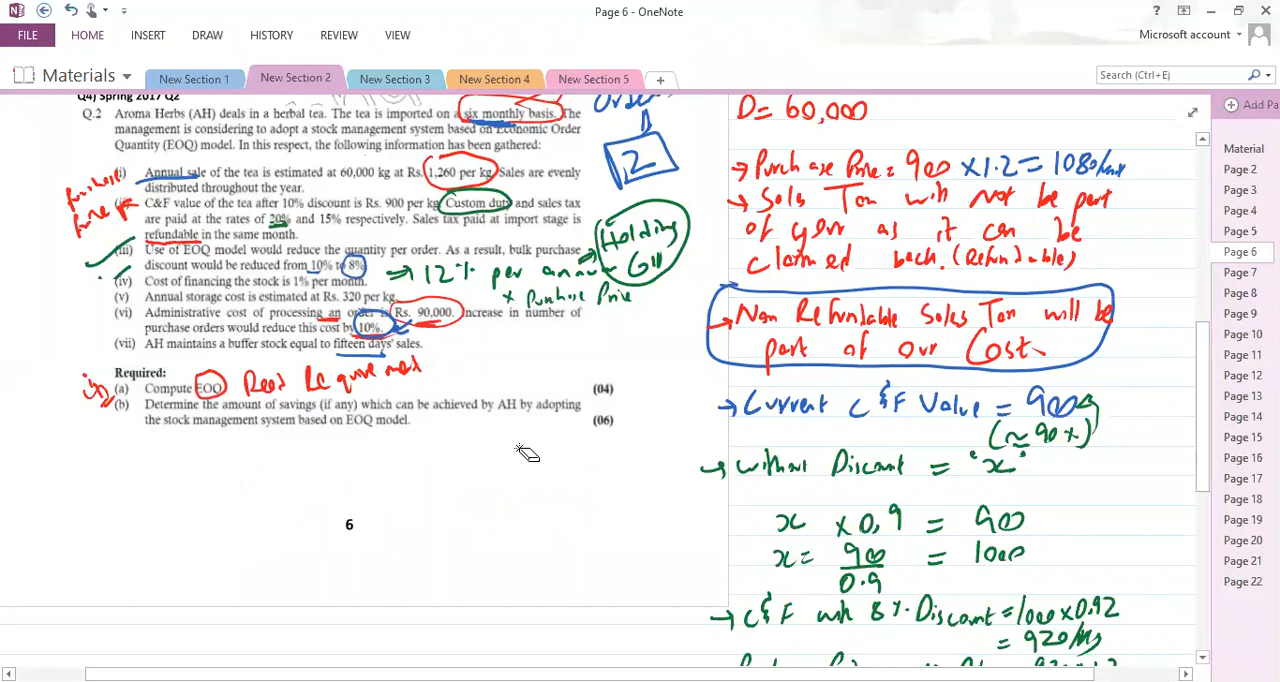 Page 6 - OneNote
FILE HOME INSERT DRAW HISTORY REVIEW VIEW
Microsoft account
Materials New Section 1 New Section 2 New Section 3 New Section 4 New Section 5
Search (Ctrl+E)
Q4) Spring 2017 Q2
Q.2 Aroma Herbs (AH) deals in a herbal tea. The tea is imported on a six monthly basis. The
management is considering to adopt a stock management system based on Economic Order
Quantity (EOQ) model. In this respect, the following information has been gathered:
(i) Annual sale of the tea is estimated at 60,000 kg at Rs. 1,260 per kg. Sales are evenly
distributed throughout the year.
C&F value of the tea after 10% discount is Rs. 900 per kg. Custom duty and sales tax
are paid at the rates of 20% and 15% respectively. Sales tax paid at import stage is
refundable in the same month.
(iii) Use of EOQ model would reduce the quantity per order. As a result, bulk purchase
discount would be reduced from 10% to 8%
(iv) Cost of financing the stock is 1% per month.
(v) Annual storage cost is estimated at Rs. 320 per kg.
(vi) Administrative cost of processing an order is Rs. 90,000. Increase in number of
purchase orders would reduce this cost by 10%.
(vii) AH maintains a buffer stock equal to fifteen days' sales.
Required:
(a) Compute EOQ (04)
(b) Determine the amount of savings (if any) which can be achieved by AH by adopting
the stock management system based on EOQ model. (06)
6
Order
2
Purchase
Price
Holding
→ 12% per annum
x Purchase Price
Read Requirement
D = 60,000
→ Purchase Price = 900 x 1.2 = 1080/
→ Sales Tax will not be part
of your as it can be
claimed back. (Refundable)
→ Non Refundable Sales Tax will be
part of our Cost
→ Current C&F Value = 900
(≈ 90%)
→ without Discount = 'x'
x x 0.9 = 900
x = 900 = 1000
0.9
→ C&F with 8% Discount = 1000 x 0.92
= 920/
Add Pa
Material
Page 2
Page 3
Page 4
Page 5
Page 6
Page 7
Page 8
Page 9
Page 10
Page 11
Page 12
Page 13
Page 14
Page 15
Page 16
Page 17
Page 18
Page 19
Page 20
Page 21
Page 22